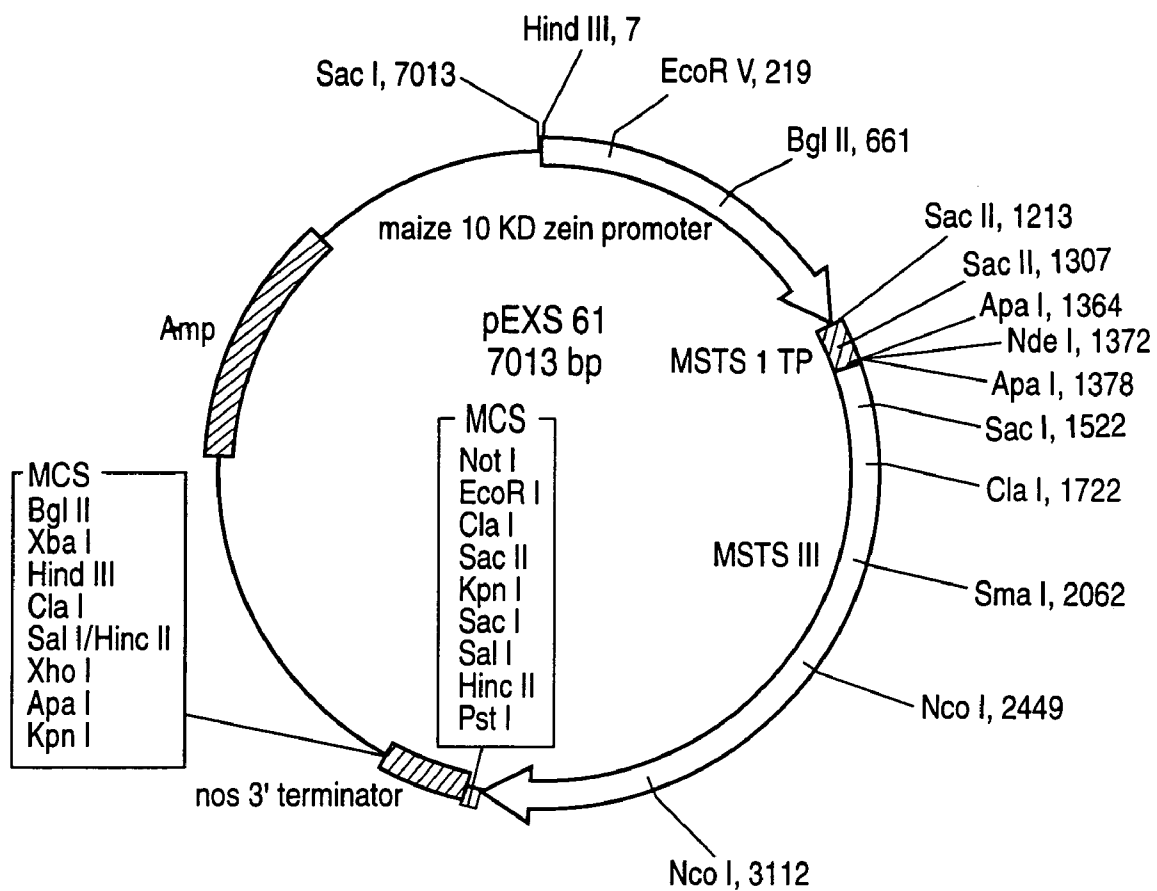 Hind III, 7
Sac I, 7013
EcoR V, 219
Bgl II, 661
Sac II, 1213
maize 10 KD zein promoter
Sac II, 1307
Apa I, 1364
Amp
pEXS 61
Nde I, 1372
7013 bp
MSTS 1 TP
Apa I, 1378
MCS
Not I
EcoR I
Cla I
Sac II
Kpn I
Sac I
Sal I
Hinc II
Pst I
Sac I, 1522
Cla I, 1722
MCS
Bgl II
Xba I
Hind III
Cla I
Sal I/Hinc II
Xho I
Apa I
Kpn I
MSTS III
Sma I, 2062
Nco I, 2449
nos 3' terminator
Nco I, 3112